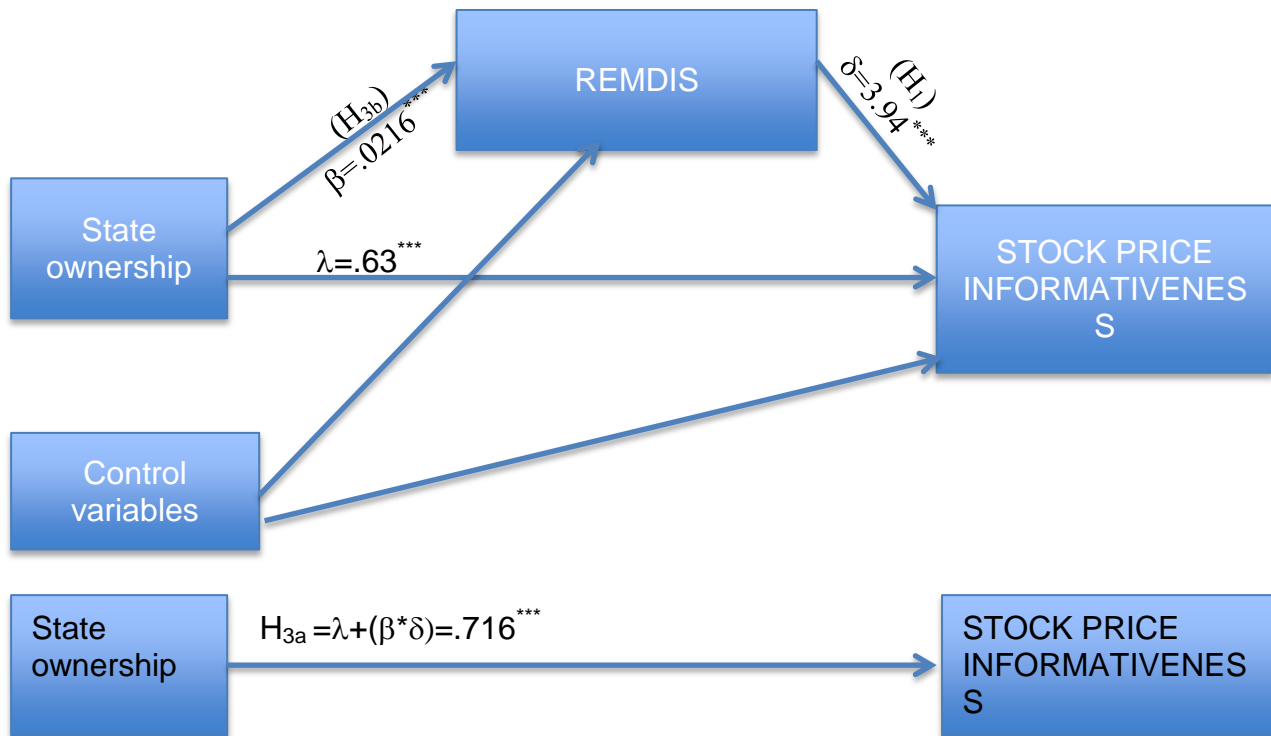 REMDIS
(H3b)
β=.0216***
(H1)
δ=3.94 ***
State
ownership
λ=.63***
STOCK PRICE
INFORMATIVENES
S
Control
variables
State
ownership
H3a =λ+(β*δ)=.716***
STOCK PRICE
INFORMATIVENES
S